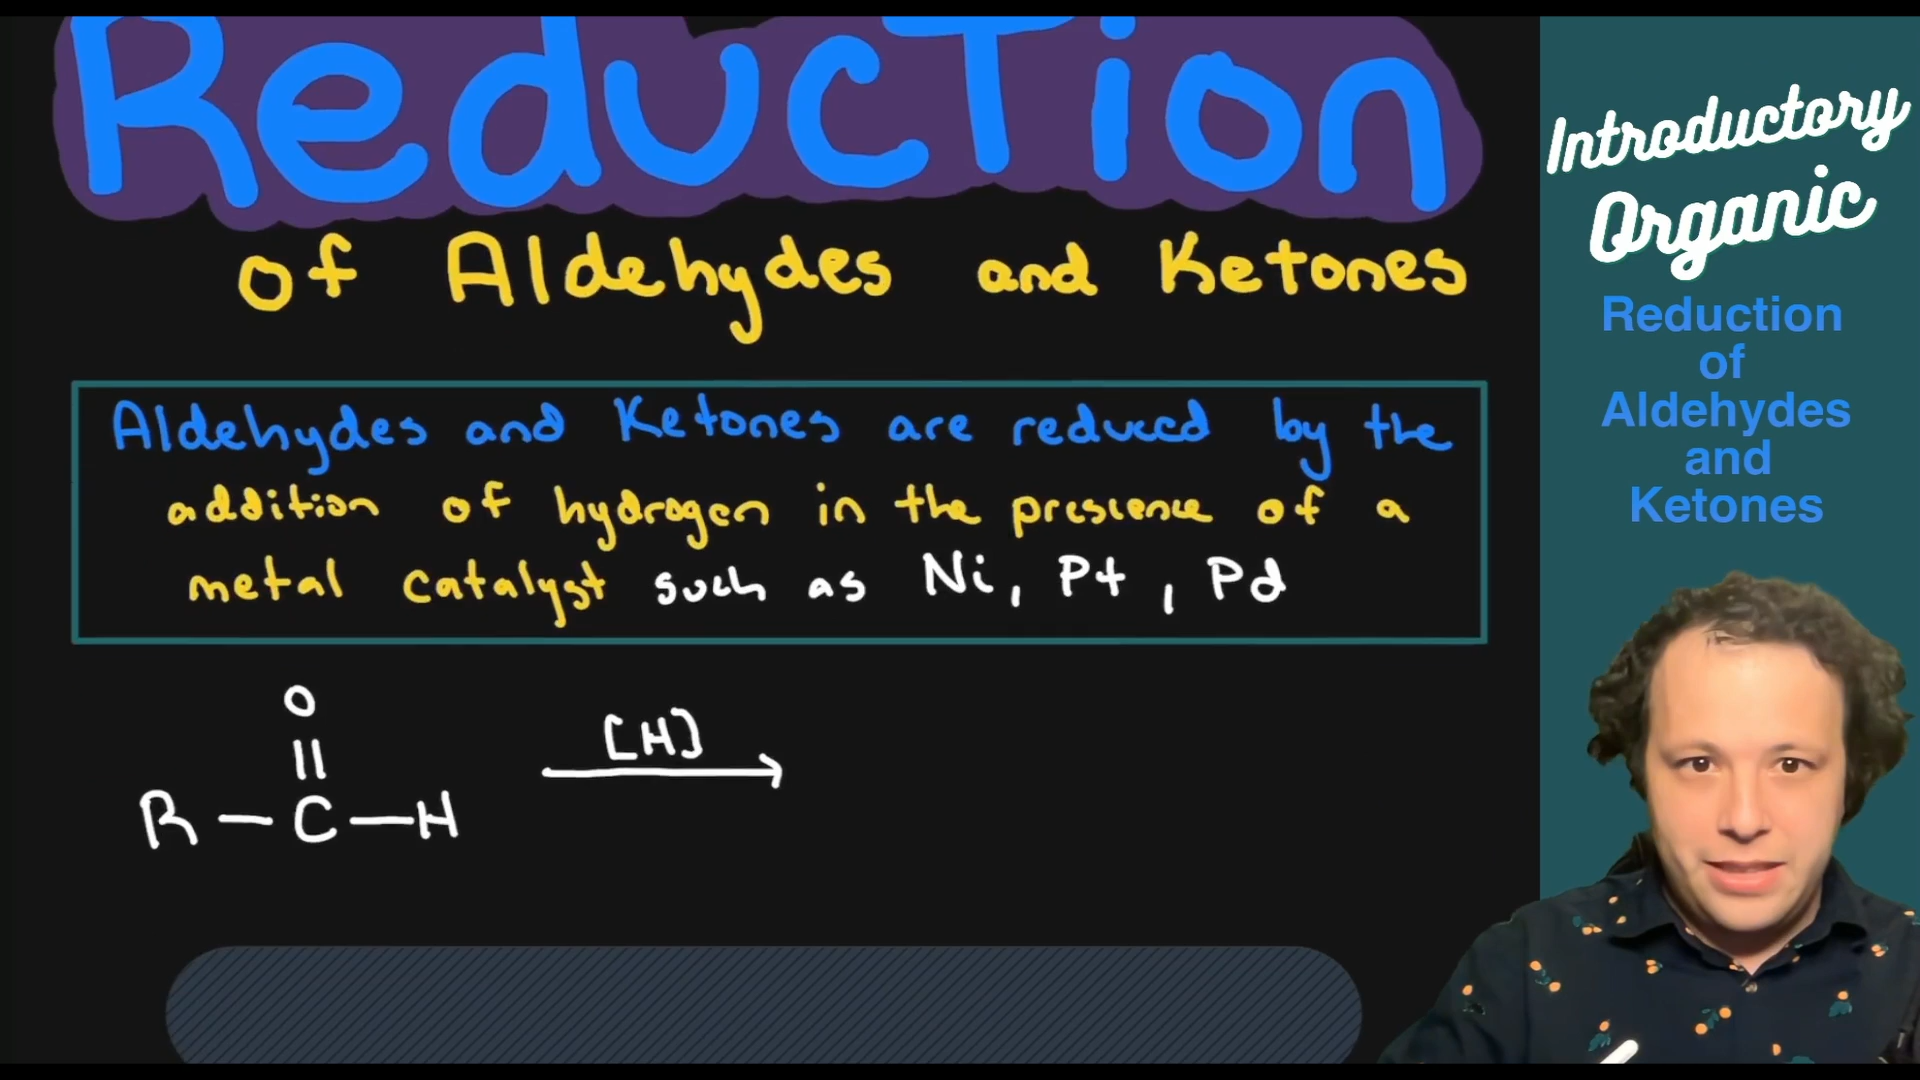 Reduction
of Aldehydes and Ketones
Aldehydes and Ketones are reduced by the
addition of hydrogen in the prescence of a
metal catalyst such as Ni, Pt, Pd
O
||
R - C - H
[H]
Introductory
Organic
Reduction
of
Aldehydes
and
Ketones